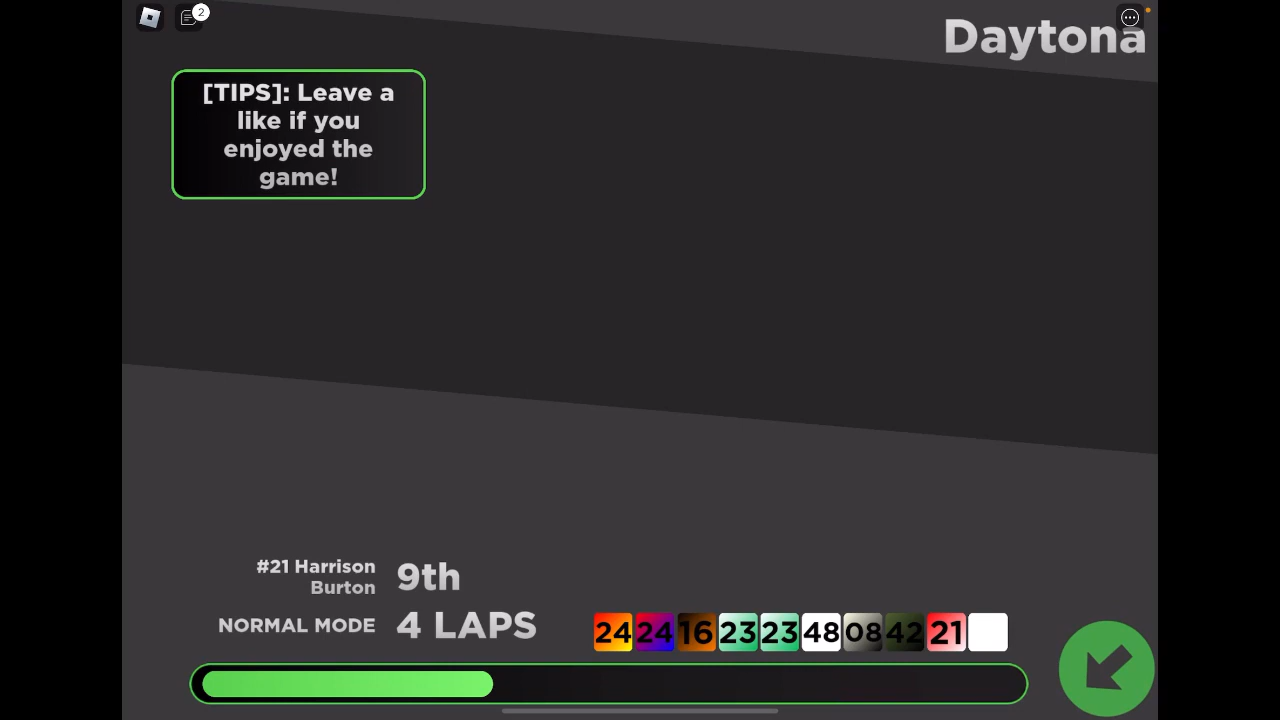 2
Daytona
[TIPS]: Leave a
like if you
enjoyed the
game!
#21 Harrison
Burton
9th
NORMAL MODE
4 LAPS
24 24 16 23 23 48 08 42 21